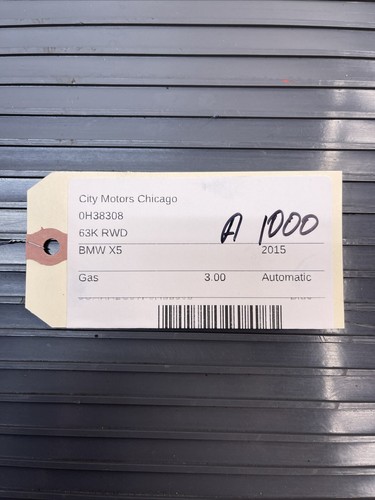 City Motors Chicago
0H38308
63K RWD
A 1000
BMW X5 2015
Gas 3.00 Automatic